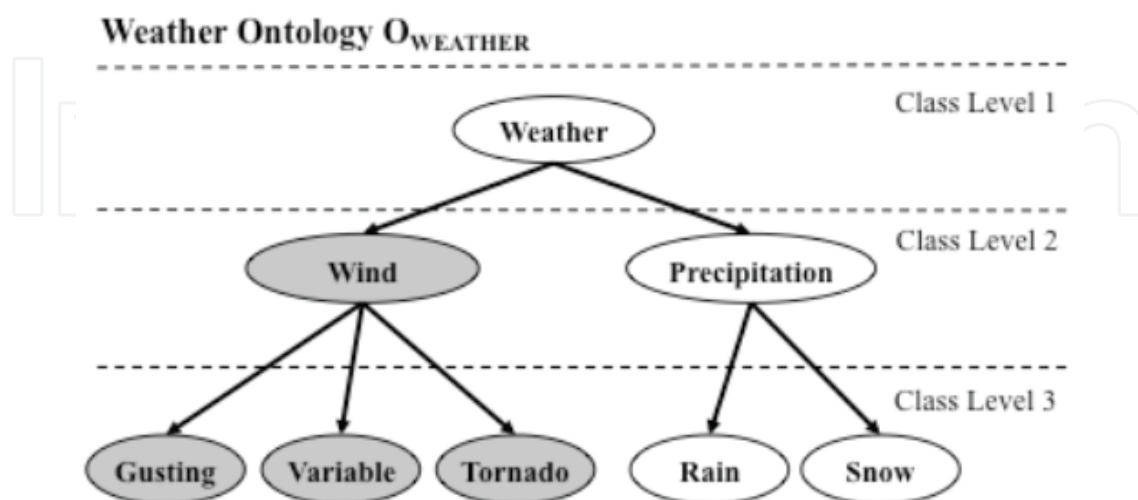 Weather Ontology OWEATHER
Class Level 1
Weather
Class Level 2
Wind
Precipitation
Class Level 3
Gusting
Variable
Tornado
Rain
Snow